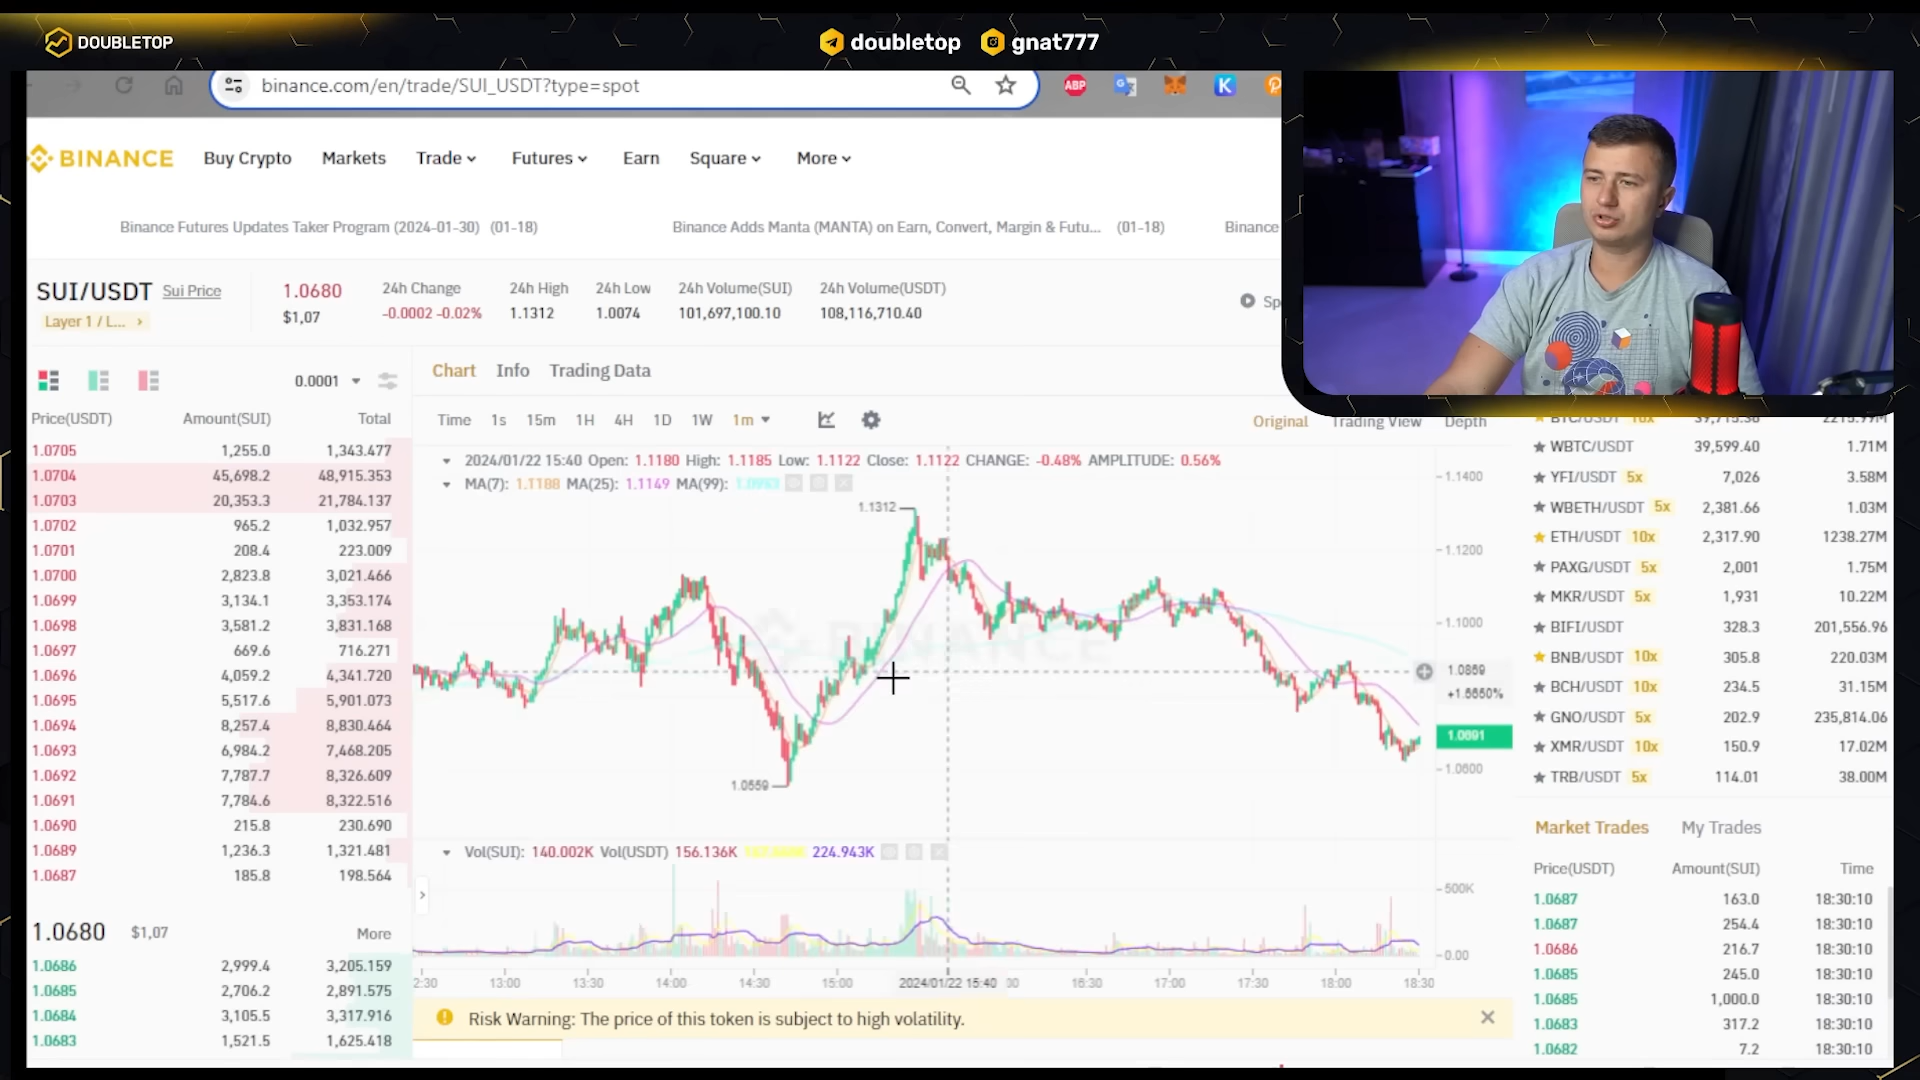 DOUBLETOP
doubletop gnat777
binance.com/en/trade/SUI_USDT?type=spot
ABP K
BINANCE Buy Crypto Markets Trade Futures Earn Square More
Binance Futures Updates Taker Program (2024-01-30) (01-18) Binance Adds Manta (MANTA) on Earn, Convert, Margin & Futu... (01-18) Binance
SUI/USDT Sui Price 1.0680 24h Change 24h High 24h Low 24h Volume(SUI) 24h Volume(USDT)
Layer 1 / L... $1,07 -0.0002 -0.02% 1.1312 1.0074 101,697,100.10 108,116,710.40
Sp
0.0001
Price(USDT) Amount(SUI) Total
1.0705 1,255.0 1,343.477
1.0704 45,698.2 48,915.353
1.0703 20,353.3 21,784.137
1.0702 965.2 1,032.957
1.0701 208.4 223.009
1.0700 2,823.8 3,021.466
1.0699 3,134.1 3,353.174
1.0698 3,581.2 3,831.168
1.0697 669.6 716.271
1.0696 4,059.2 4,341.720
1.0695 5,517.6 5,901.073
1.0694 8,257.4 8,830.464
1.0693 6,984.2 7,468.205
1.0692 7,787.7 8,326.609
1.0691 7,784.6 8,322.516
1.0690 215.8 230.690
1.0689 1,236.3 1,321.481
1.0687 185.8 198.564
1.0680 $1,07 More
1.0686 2,999.4 3,205.159
1.0685 2,706.2 2,891.575
1.0684 3,105.5 3,317.916
1.0683 1,521.5 1,625.418
Chart Info Trading Data
Time 1s 15m 1H 4H 1D 1W 1m Original Trading View Depth
2024/01/22 15:40 Open: 1.1180 High: 1.1185 Low: 1.1122 Close: 1.1122 CHANGE: -0.48% AMPLITUDE: 0.56%
MA(7): 1.1188 MA(25): 1.1149 MA(99):
1.1400
1.1312
1.1200
1.1000
BINANCE
1.0869
1.0891
1.0559
1.0600
Vol(SUI): 140.002K Vol(USDT) 156.136K 224.943K
500K
0.00
2:30 13:00 13:30 14:00 14:30 15:00 2024/01/22 15:40 16:30 17:00 17:30 18:00 18:30
Risk Warning: The price of this token is subject to high volatility.
BTC/USDT 10x
WBTC/USDT 39,599.40 1.71M
YFI/USDT 5x 7,026 3.58M
WBETH/USDT 5x 2,381.66 1.03M
ETH/USDT 10x 2,317.90 1238.27M
PAXG/USDT 5x 2,001 1.75M
MKR/USDT 5x 1,931 10.22M
BIFI/USDT 328.3 201,556.96
BNB/USDT 10x 305.8 220.03M
BCH/USDT 10x 234.5 31.15M
GNO/USDT 5x 202.9 235,814.06
XMR/USDT 10x 150.9 17.02M
TRB/USDT 5x 114.01 38.00M
Market Trades My Trades
Price(USDT) Amount(SUI) Time
1.0687 163.0 18:30:10
1.0687 254.4 18:30:10
1.0686 216.7 18:30:10
1.0685 245.0 18:30:10
1.0685 1,000.0 18:30:10
1.0683 317.2 18:30:10
1.0682 7.2 18:30:10